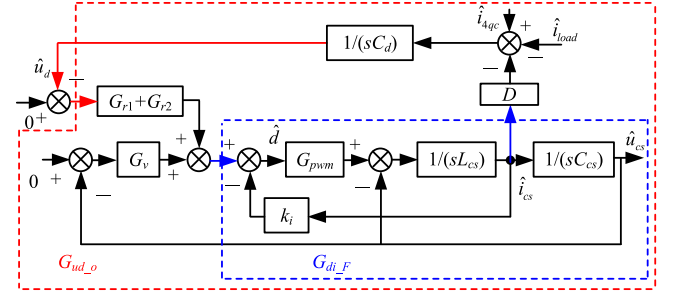 î_4qc + î_load −
1/(sC_d)
û_d − −
0 + G_r1+G_r2 D
+ + d̂ û_cs
0 + − G_v + − G_pwm + − 1/(sL_cs) 1/(sC_cs)
î_cs
k_i
G_ud_o G_di_F